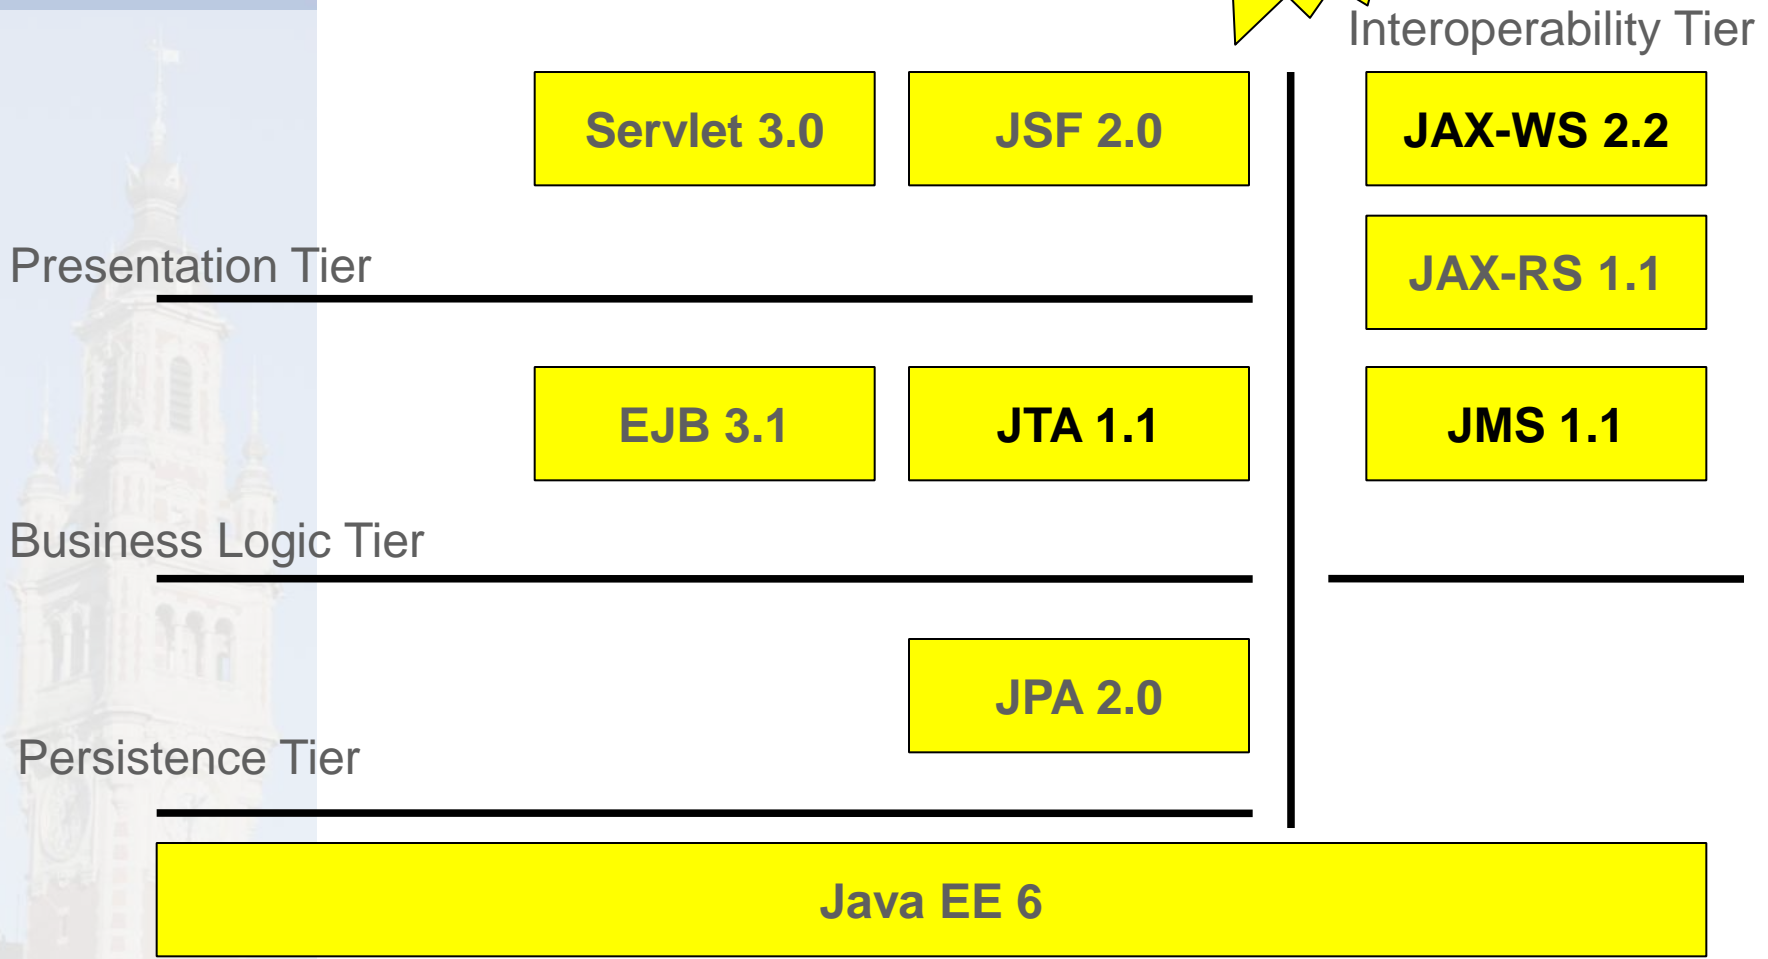 Interoperability Tier
Servlet 3.0
JSF 2.0
JAX-WS 2.2
Presentation Tier
JAX-RS 1.1
EJB 3.1
JTA 1.1
JMS 1.1
Business Logic Tier
JPA 2.0
Persistence Tier
Java EE 6